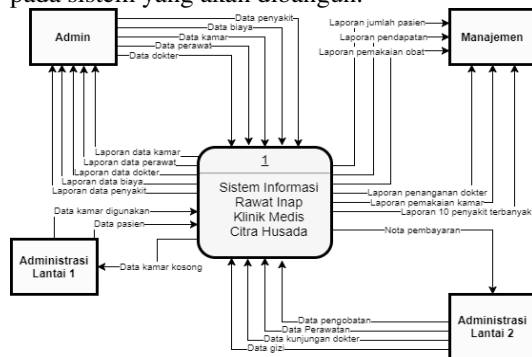 pada sistem yang akan dibangun.
Admin
Data penyakit
Data biaya
Data kamar
Data perawat
Data dokter
Laporan jumlah pasien
Laporan pendapatan
Laporan pemakaian obat
Manajemen
Laporan data kamar
Laporan data perawat
Laporan data dokter
Laporan data biaya
Laporan data penyakit
1
Sistem Informasi
Rawat Inap
Klinik Medis
Citra Husada
Laporan penanganan dokter
Laporan pemakaian kamar
Laporan 10 penyakit terbanyak
Data kamar digunakan
Data pasien
Nota pembayaran
Administrasi
Lantai 1
Data kamar kosong
Data pengobatan
Data Perawatan
Data kunjungan dokter
Data gizi
Administrasi
Lantai 2